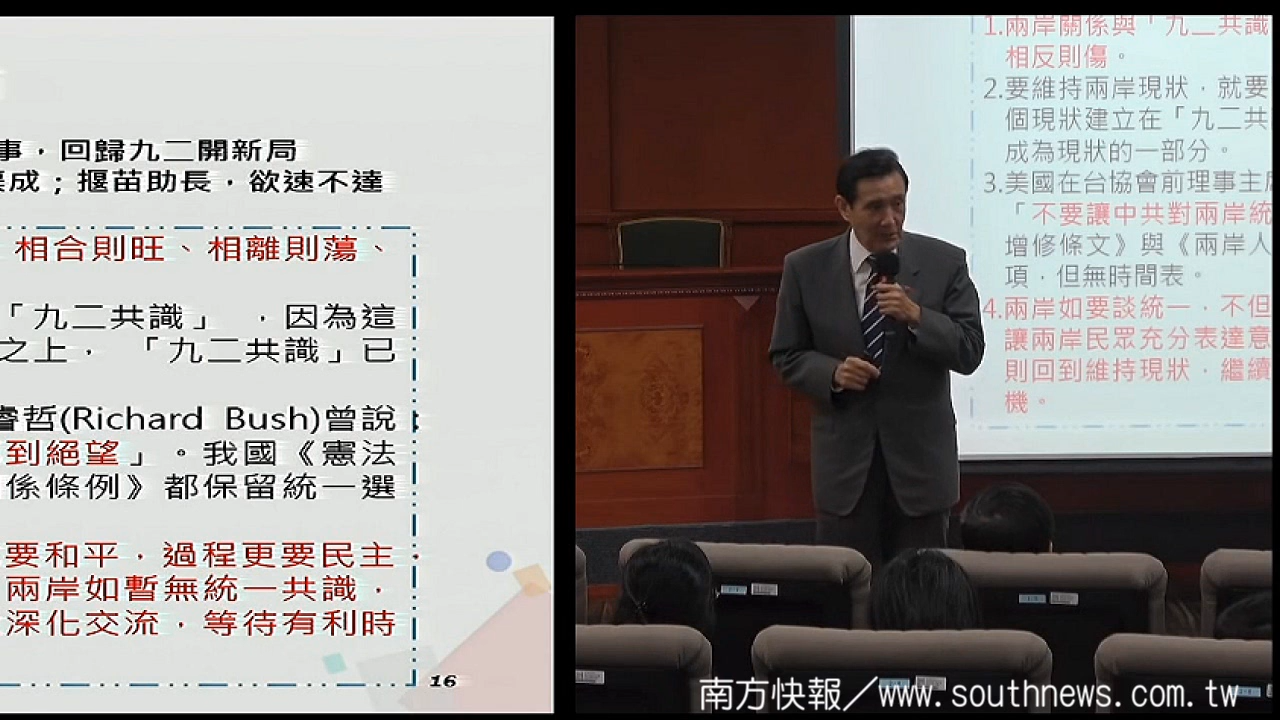 事，回歸九二開新局
成；揠苗助長，欲速不達
相合則旺、相離則蕩、
「九二共識」，因為這
之上，「九二共識」已
睿哲(Richard Bush)曾說：
到絕望」。我國《憲法
係條例》都保留統一選
要和平，過程更要民主，
兩岸如暫無統一共識，
深化交流，等待有利時
16
1.兩岸關係與「九二共識
相反則傷。
2.要維持兩岸現狀，就要
個現狀建立在「九二共
成為現狀的一部分。
3.美國在台協會前理事主席
「不要讓中共對兩岸統
增修條文》與《兩岸人
項，但無時間表。
4.兩岸如要談統一，不但
讓兩岸民眾充分表達意
則回到維持現狀，繼續
機。
南方快報／www.southnews.com.tw